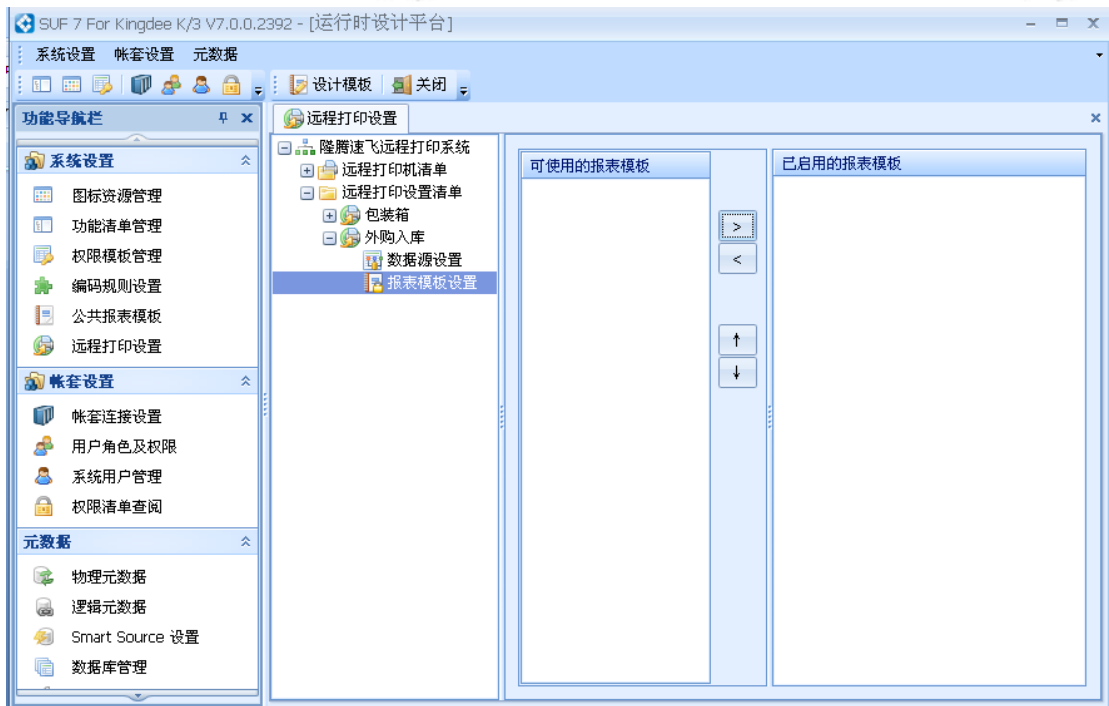 SUF 7 For Kingdee K/3 V7.0.0.2392 - [运行时设计平台]
系统设置 帐套设置 元数据
设计模板 关闭
功能导航栏
系统设置
图标资源管理
功能清单管理
权限模板管理
编码规则设置
公共报表模板
远程打印设置
帐套设置
帐套连接设置
用户角色及权限
系统用户管理
权限清单查阅
元数据
物理元数据
逻辑元数据
Smart Source 设置
数据库管理
远程打印设置
隆腾速飞远程打印系统
远程打印机清单
远程打印设置清单
包装箱
外购入库
数据源设置
报表模板设置
可使用的报表模板
>
<
↑
↓
已启用的报表模板